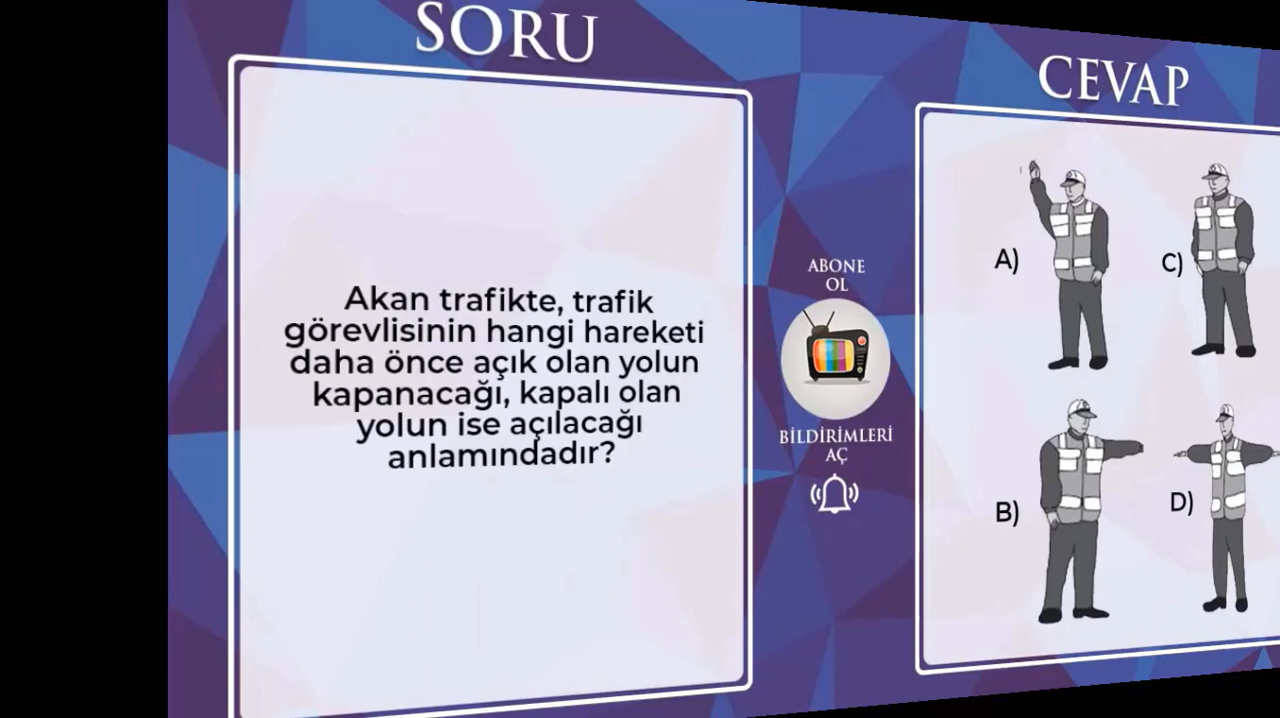 SORU
Akan trafikte, trafik
görevlisinin hangi hareketi
daha önce açık olan yolun
kapanacağı, kapalı olan
yolun ise açılacağı
anlamındadır?
ABONE
OL
BİLDİRİMLERİ
AÇ
CEVAP
A)
C)
B)
D)